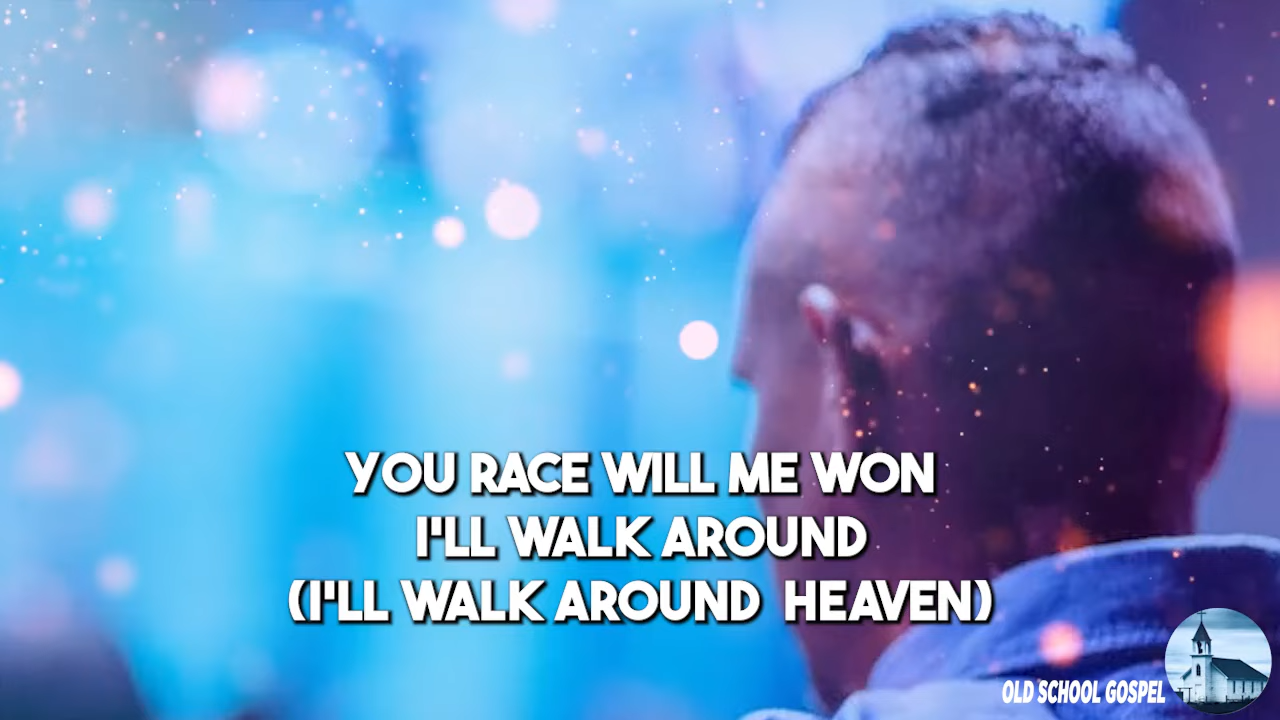 YOU RACE WILL ME WON
I'LL WALK AROUND
(I'LL WALK AROUND HEAVEN)
OLD SCHOOL GOSPEL